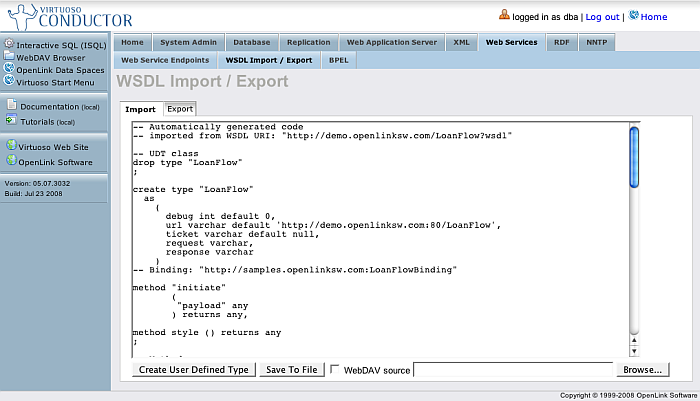 VIRTUOSO
CONDUCTOR
logged in as dba | Log out | Home
Interactive SQL (ISQL)
WebDAV Browser
OpenLink Data Spaces
Virtuoso Start Menu
Documentation (local)
Tutorials (local)
Virtuoso Web Site
OpenLink Software
Version: 05.07.3032
Build: Jul 23 2008
Home System Admin Database Replication Web Application Server XML Web Services RDF NNTP
Web Service Endpoints WSDL Import / Export BPEL
WSDL Import / Export
Import Export
-- Automatically generated code
-- imported from WSDL URI: "http://demo.openlinksw.com/LoanFlow?wsdl"
-- UDT class
drop type "LoanFlow"
;
create type "LoanFlow"
as
(
debug int default 0,
url varchar default 'http://demo.openlinksw.com:80/LoanFlow',
ticket varchar default null,
request varchar,
response varchar
)
-- Binding: "http://samples.openlinksw.com:LoanFlowBinding"
method "initiate"
(
"payload" any
) returns any,
method style () returns any
;
Create User Defined Type Save To File WebDAV source Browse...
Copyright © 1999-2008 OpenLink Software